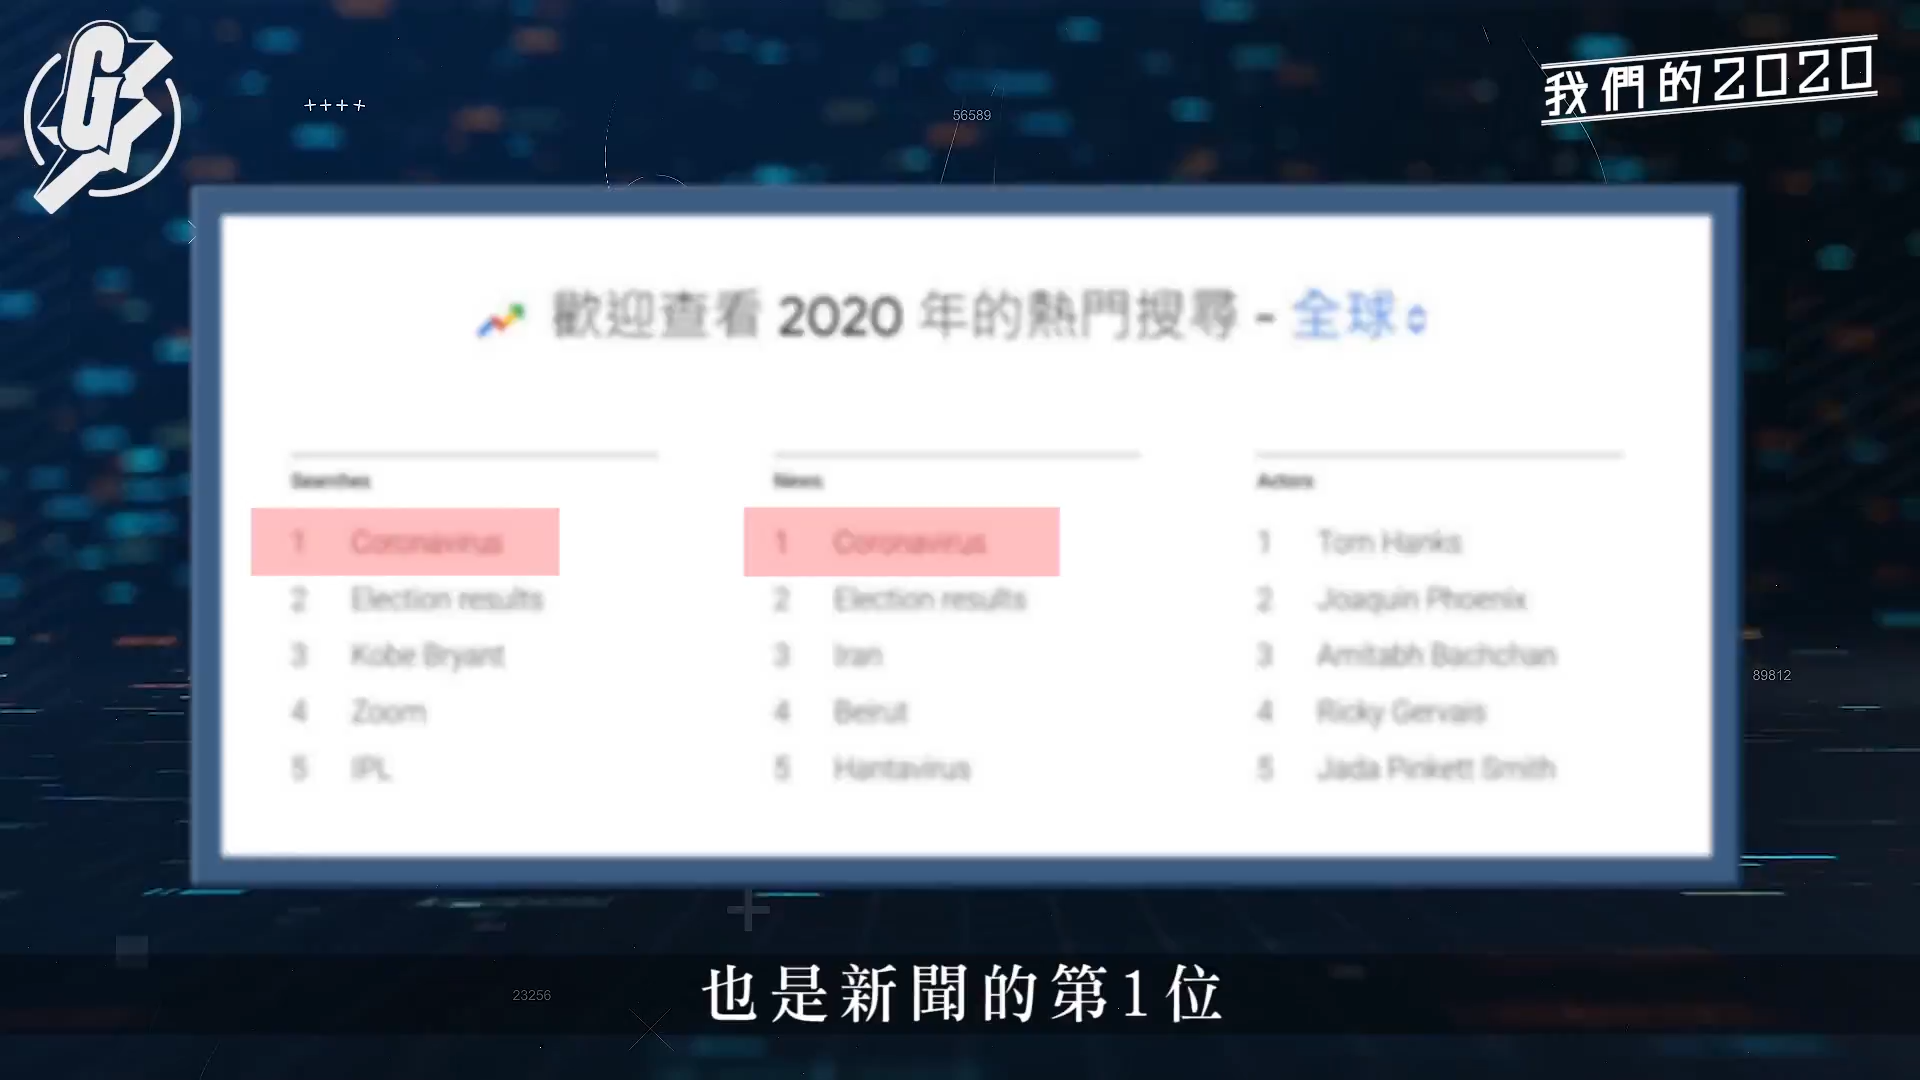 G
我們的2020
++++
56589
歡迎查看 2020 年的熱門搜尋 - 全球
Searches
1 Coronavirus
2 Election results
3 Kobe Bryant
4 Zoom
5 IPL
News
1 Coronavirus
2 Election results
3 Iran
4 Beirut
5 Hantavirus
Actors
1 Tom Hanks
2 Joaquin Phoenix
3 Amitabh Bachchan
4 Ricky Gervais
5 Jada Pinkett Smith
89812
23256
也是新聞的第1位